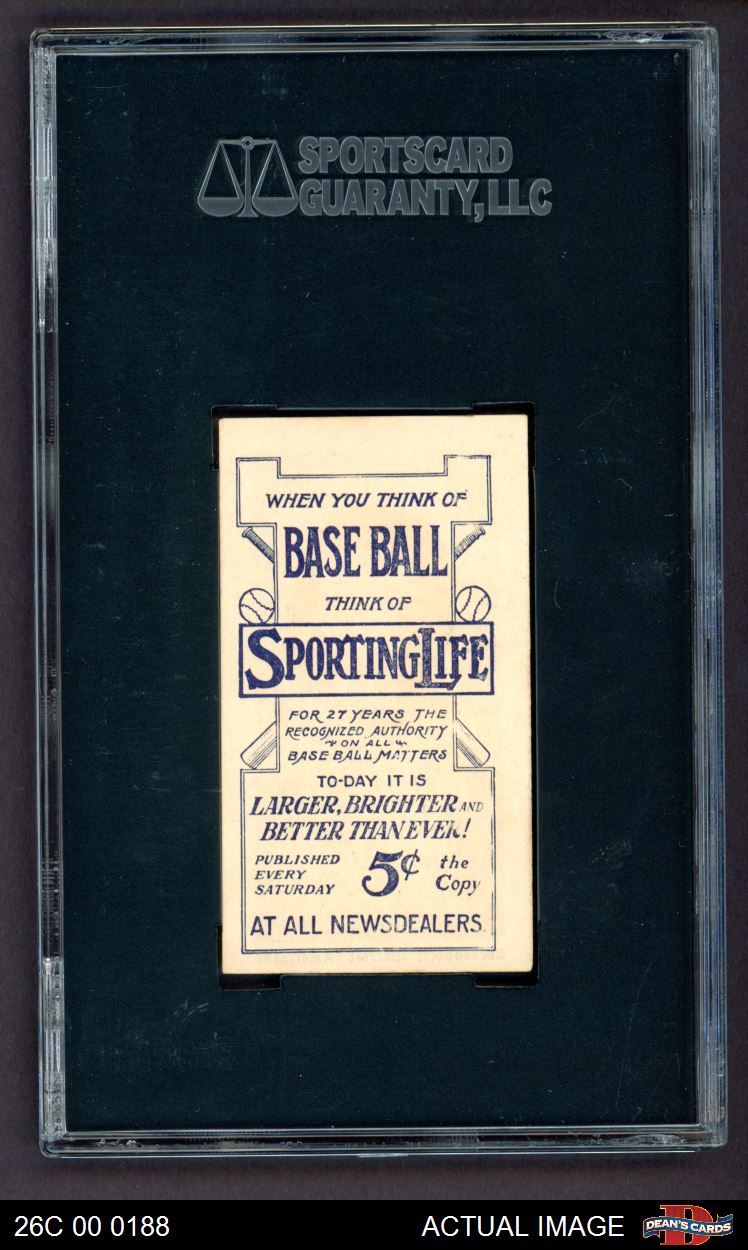 SPORTSCARD
GUARANTY, LLC
WHEN YOU THINK OF
BASE BALL
THINK OF
SPORTING LIFE
FOR 27 YEARS THE
RECOGNIZED AUTHORITY
ON ALL
BASE BALL MATTERS
TO-DAY IT IS
LARGER, BRIGHTER AND
BETTER THAN EVER!
PUBLISHED
EVERY
SATURDAY
5¢ the
Copy
AT ALL NEWSDEALERS
26C 00 0188 ACTUAL IMAGE DEAN'S CARDS